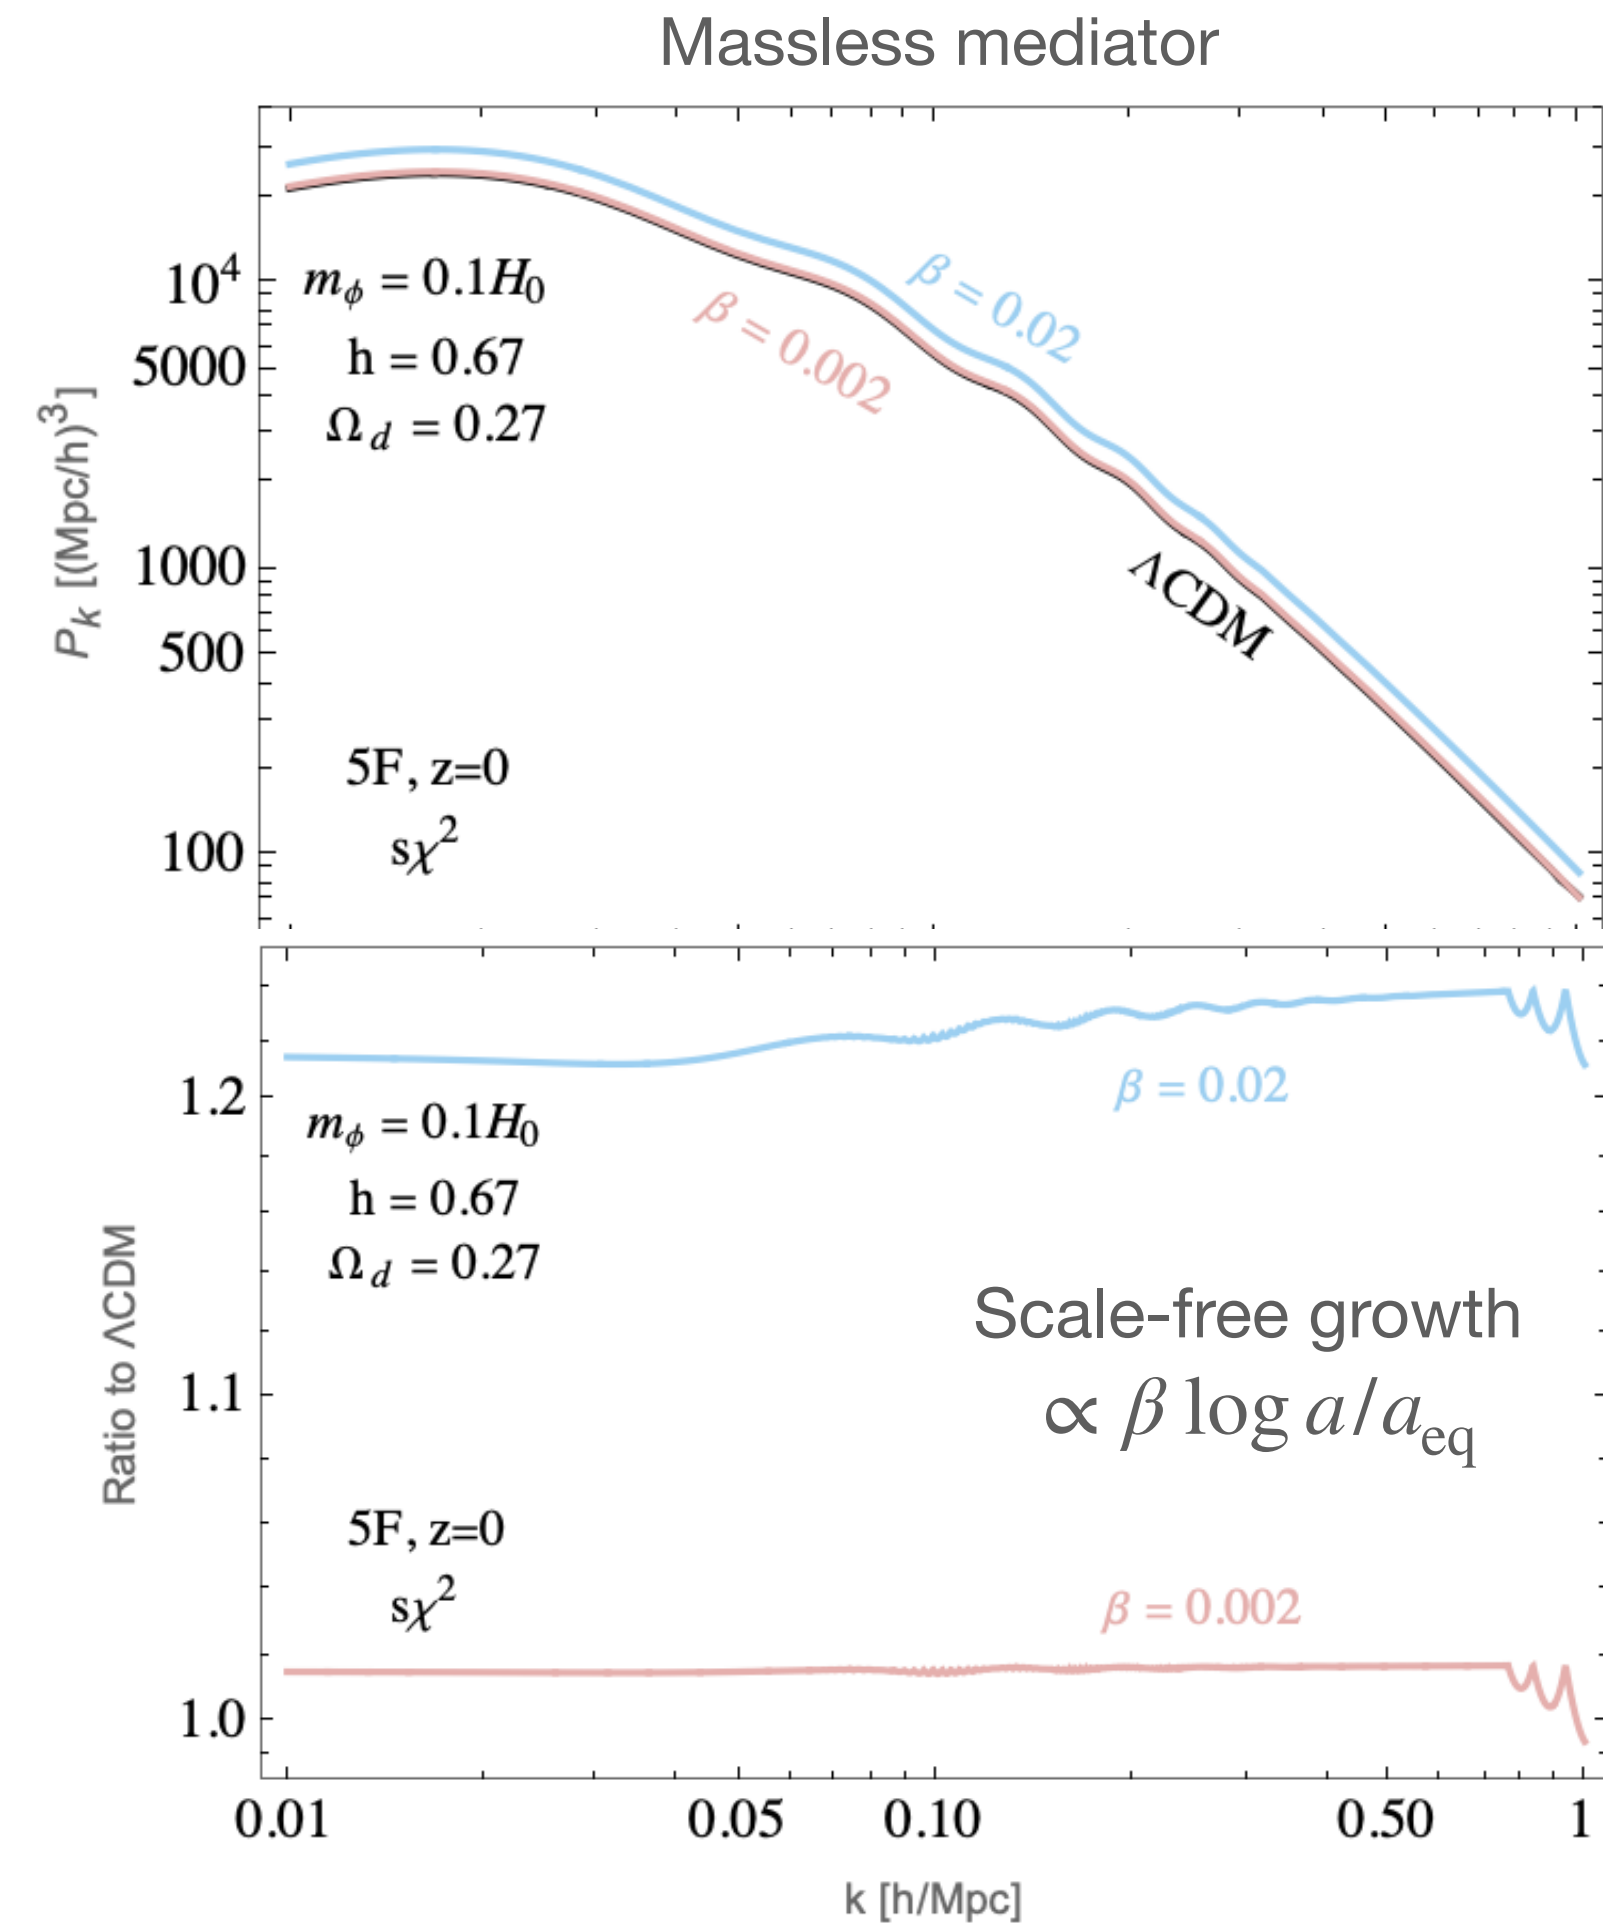 Massless mediator
P_k [(Mpc/h)^3]
10^4
5000
1000
500
100
m_ϕ = 0.1H_0
h = 0.67
Ω_d = 0.27
β = 0.02
β = 0.002
ΛCDM
5F, z=0
sχ^2
Ratio to ΛCDM
1.2
1.1
1.0
β = 0.02
m_ϕ = 0.1H_0
h = 0.67
Ω_d = 0.27
Scale-free growth
∝ β log a/a_eq
5F, z=0
sχ^2
β = 0.002
0.01 0.05 0.10 0.50 1
k [h/Mpc]